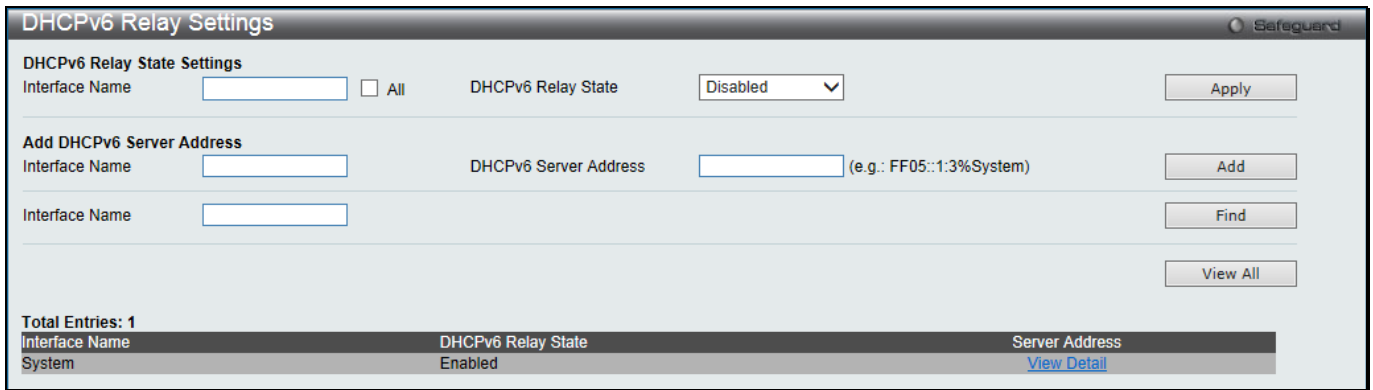 DHCPv6 Relay Settings
Safeguard
DHCPv6 Relay State Settings
Interface Name All DHCPv6 Relay State Disabled Apply
Add DHCPv6 Server Address
Interface Name DHCPv6 Server Address (e.g.: FF05::1:3%System) Add
Interface Name Find
View All
Total Entries: 1
Interface Name DHCPv6 Relay State Server Address
System Enabled View Detail